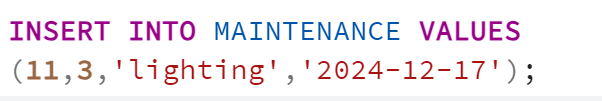 INSERT INTO MAINTENANCE VALUES
(11,3,'lighting','2024-12-17');